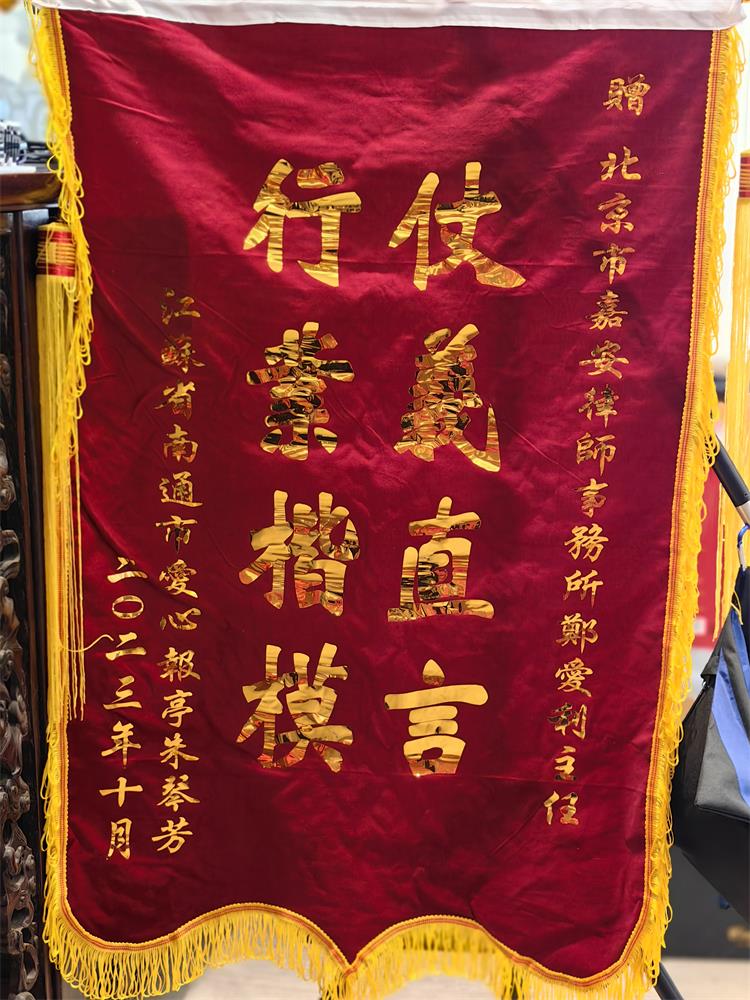 贈 北京市嘉安律師事務所鄭愛利主任
仗義直言
行業楷模
江蘇省南通市愛心報亭朱琴芳
二〇二三年十月